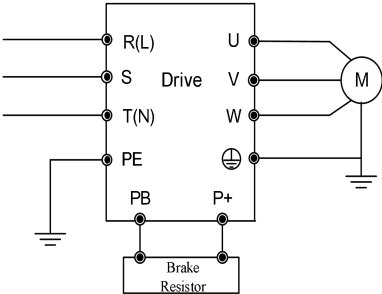 R(L)
U
S
Drive
V
M
T(N)
W
PE
PB
P+
Brake
Resistor